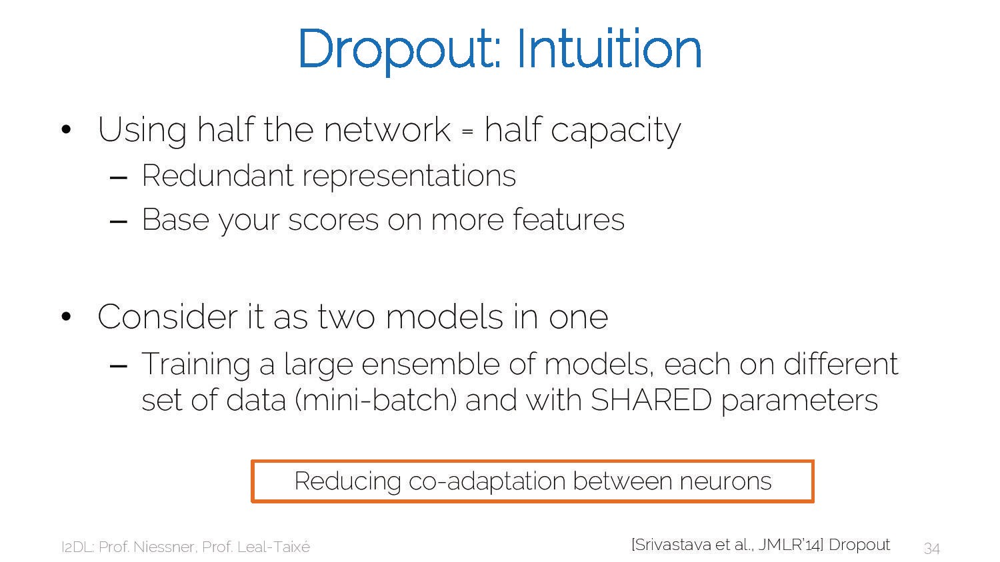 Dropout: Intuition
• Using half the network = half capacity
– Redundant representations
– Base your scores on more features
• Consider it as two models in one
– Training a large ensemble of models, each on different
set of data (mini-batch) and with SHARED parameters
Reducing co-adaptation between neurons
I2DL: Prof. Niessner, Prof. Leal-Taixé
[Srivastava et al., JMLR'14] Dropout
34